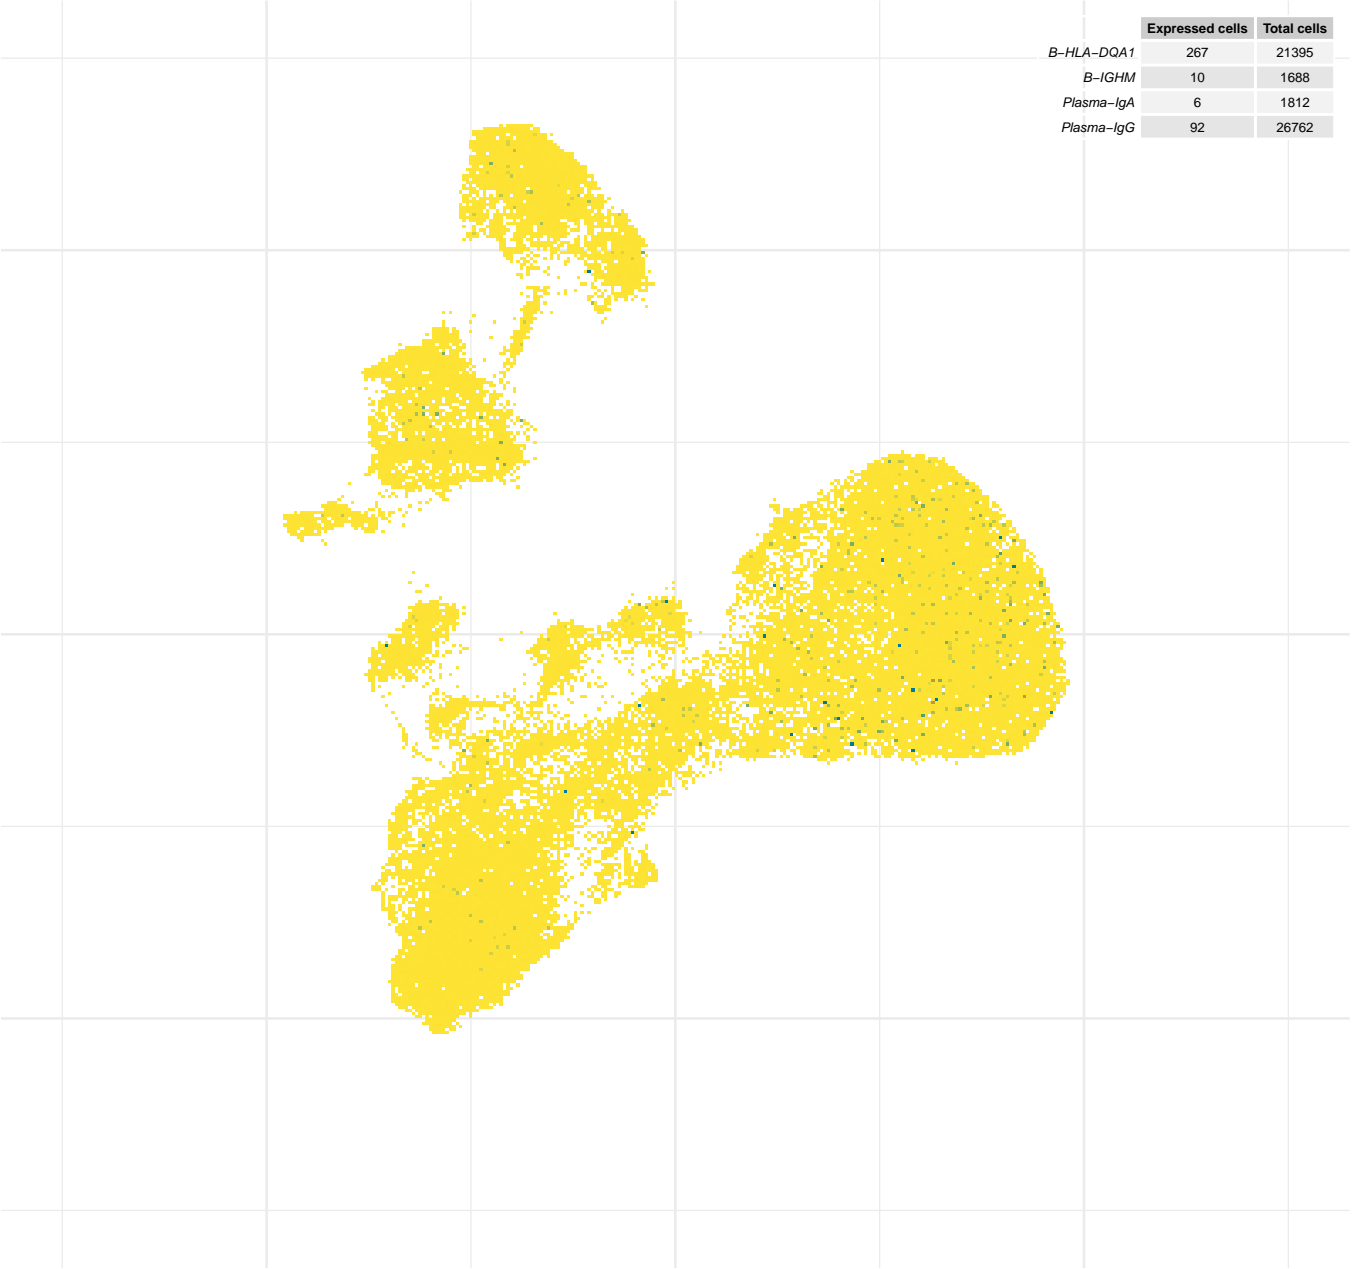 Expressed cells Total cells
B−HLA−DQA1 267 21395
B−IGHM 10 1688
Plasma−IgA 6 1812
Plasma−IgG 92 26762